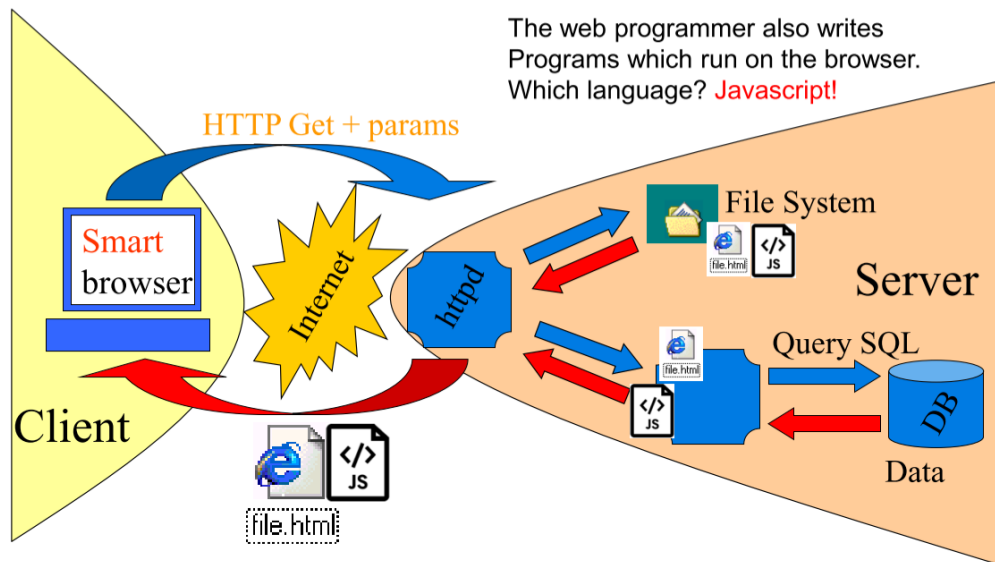 The web programmer also writes
Programs which run on the browser.
Which language? Javascript!
HTTP Get + params
Smart
browser
Internet
httpd
File System
file.html
JS
Server
file.html
JS
Query SQL
DB
Data
Client
JS
file.html